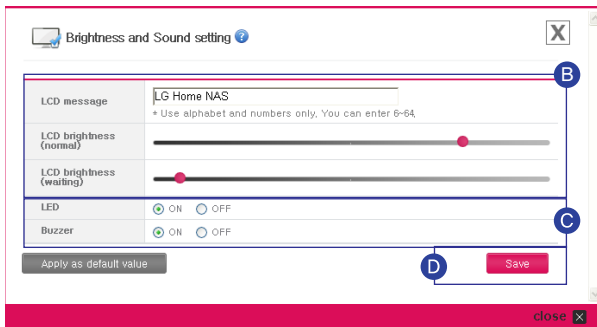 Brightness and Sound setting ?
X
B
LCD message
LG Home NAS
* Use alphabet and numbers only, You can enter 6~64,
LCD brightness
(normal)
LCD brightness
(waiting)
LED
ON OFF
C
Buzzer
ON OFF
Apply as default value
D
Save
close X